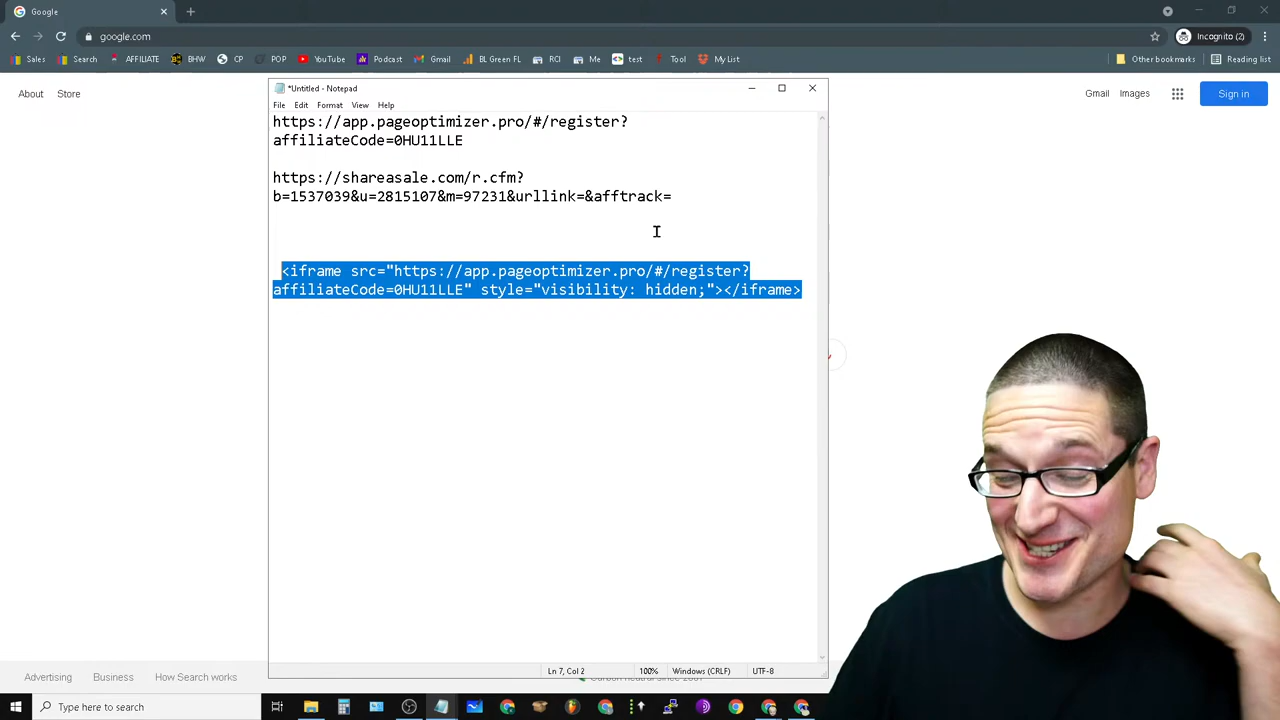 Google
google.com
Incognito (2)
Sales
Search
AFFILIATE
BHW
CP
POP
YouTube
Podcast
Gmail
BL Green FL
RCI
Me
test
Tool
My List
Other bookmarks
Reading list
About
Store
Gmail
Images
Sign in
*Untitled - Notepad
File
Edit
Format
View
Help
https://app.pageoptimizer.pro/#/register?
affiliateCode=0HU11LLE
https://shareasale.com/r.cfm?
b=1537039&u=2815107&m=97231&urllink=&afftrack=
<iframe src="https://app.pageoptimizer.pro/#/register?
affiliateCode=0HU11LLE" style="visibility: hidden;"></iframe>
Ln 7, Col 2
100%
Windows (CRLF)
UTF-8
Advertising
Business
How Search works
Type here to search